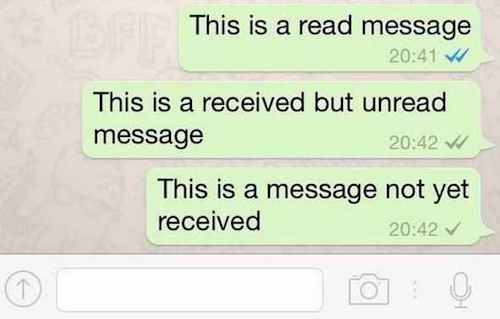 This is a read message
20:41
This is a received but unread
message
20:42
This is a message not yet
received
20:42